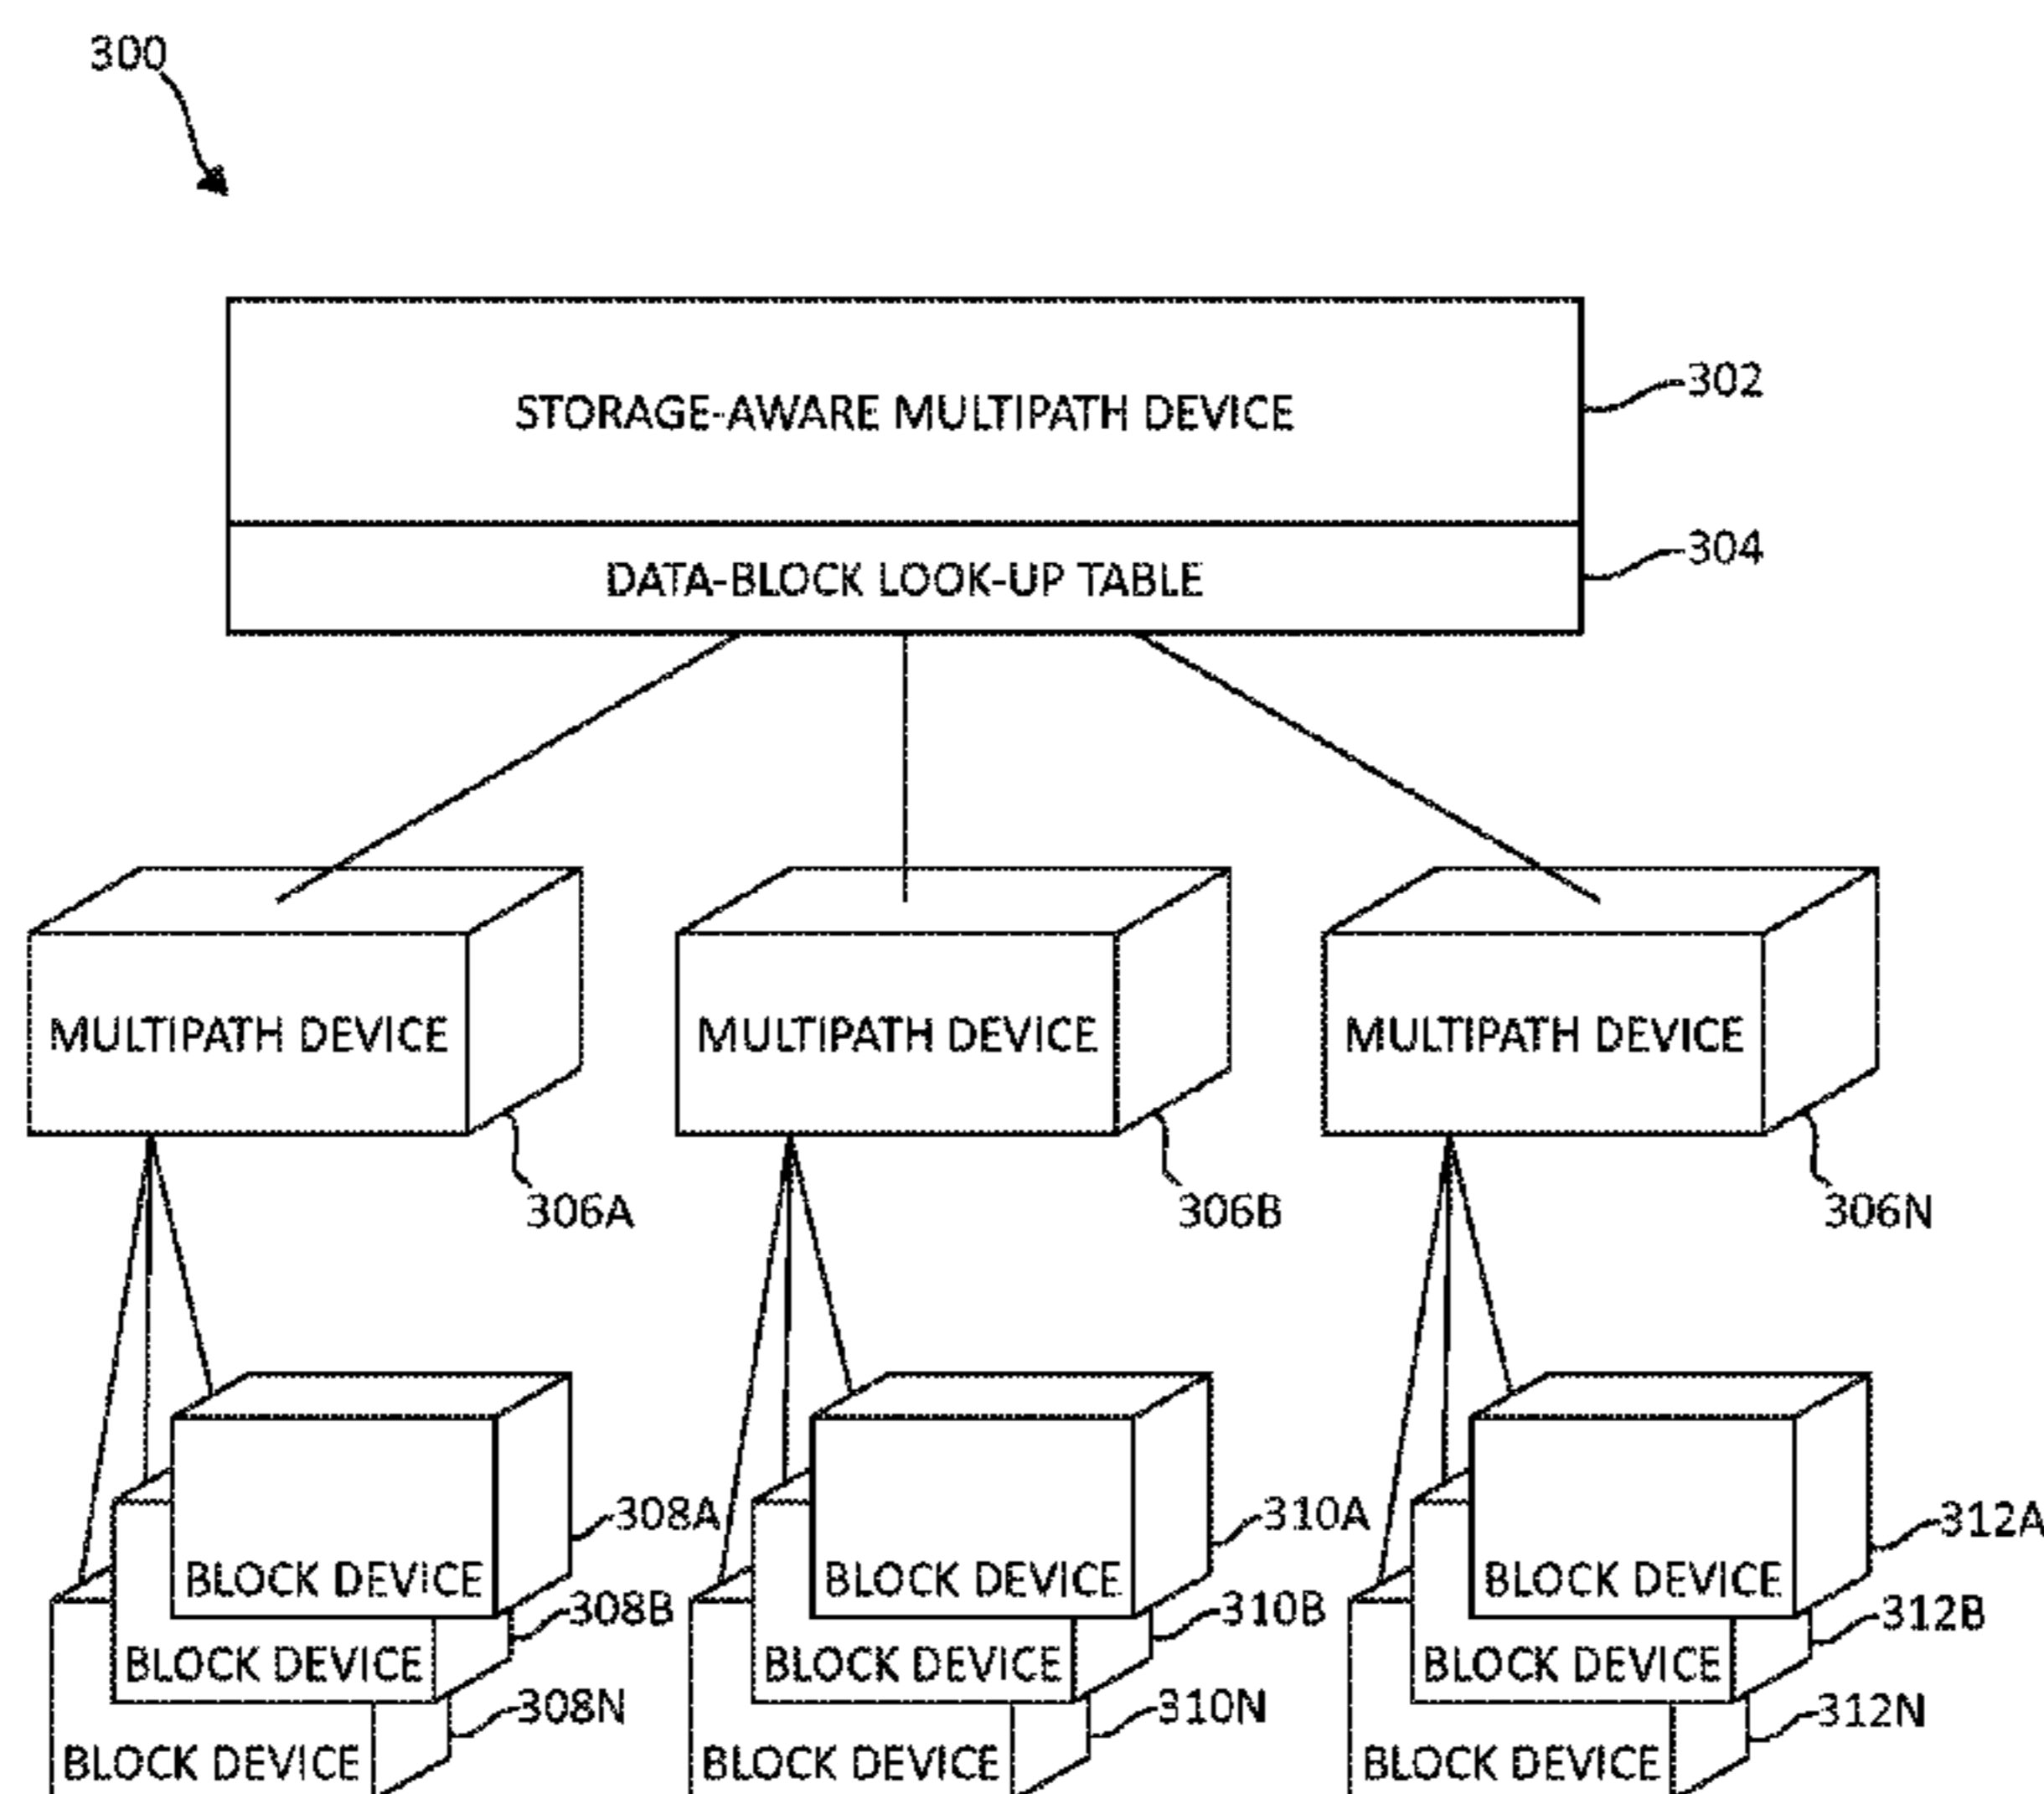 300
STORAGE-AWARE MULTIPATH DEVICE
302
DATA-BLOCK LOOK-UP TABLE
304
MULTIPATH DEVICE
MULTIPATH DEVICE
MULTIPATH DEVICE
306A
306B
306N
BLOCK DEVICE
308A
BLOCK DEVICE
308B
BLOCK DEVICE
308N
BLOCK DEVICE
310A
BLOCK DEVICE
310B
BLOCK DEVICE
310N
BLOCK DEVICE
312A
BLOCK DEVICE
312B
BLOCK DEVICE
312N